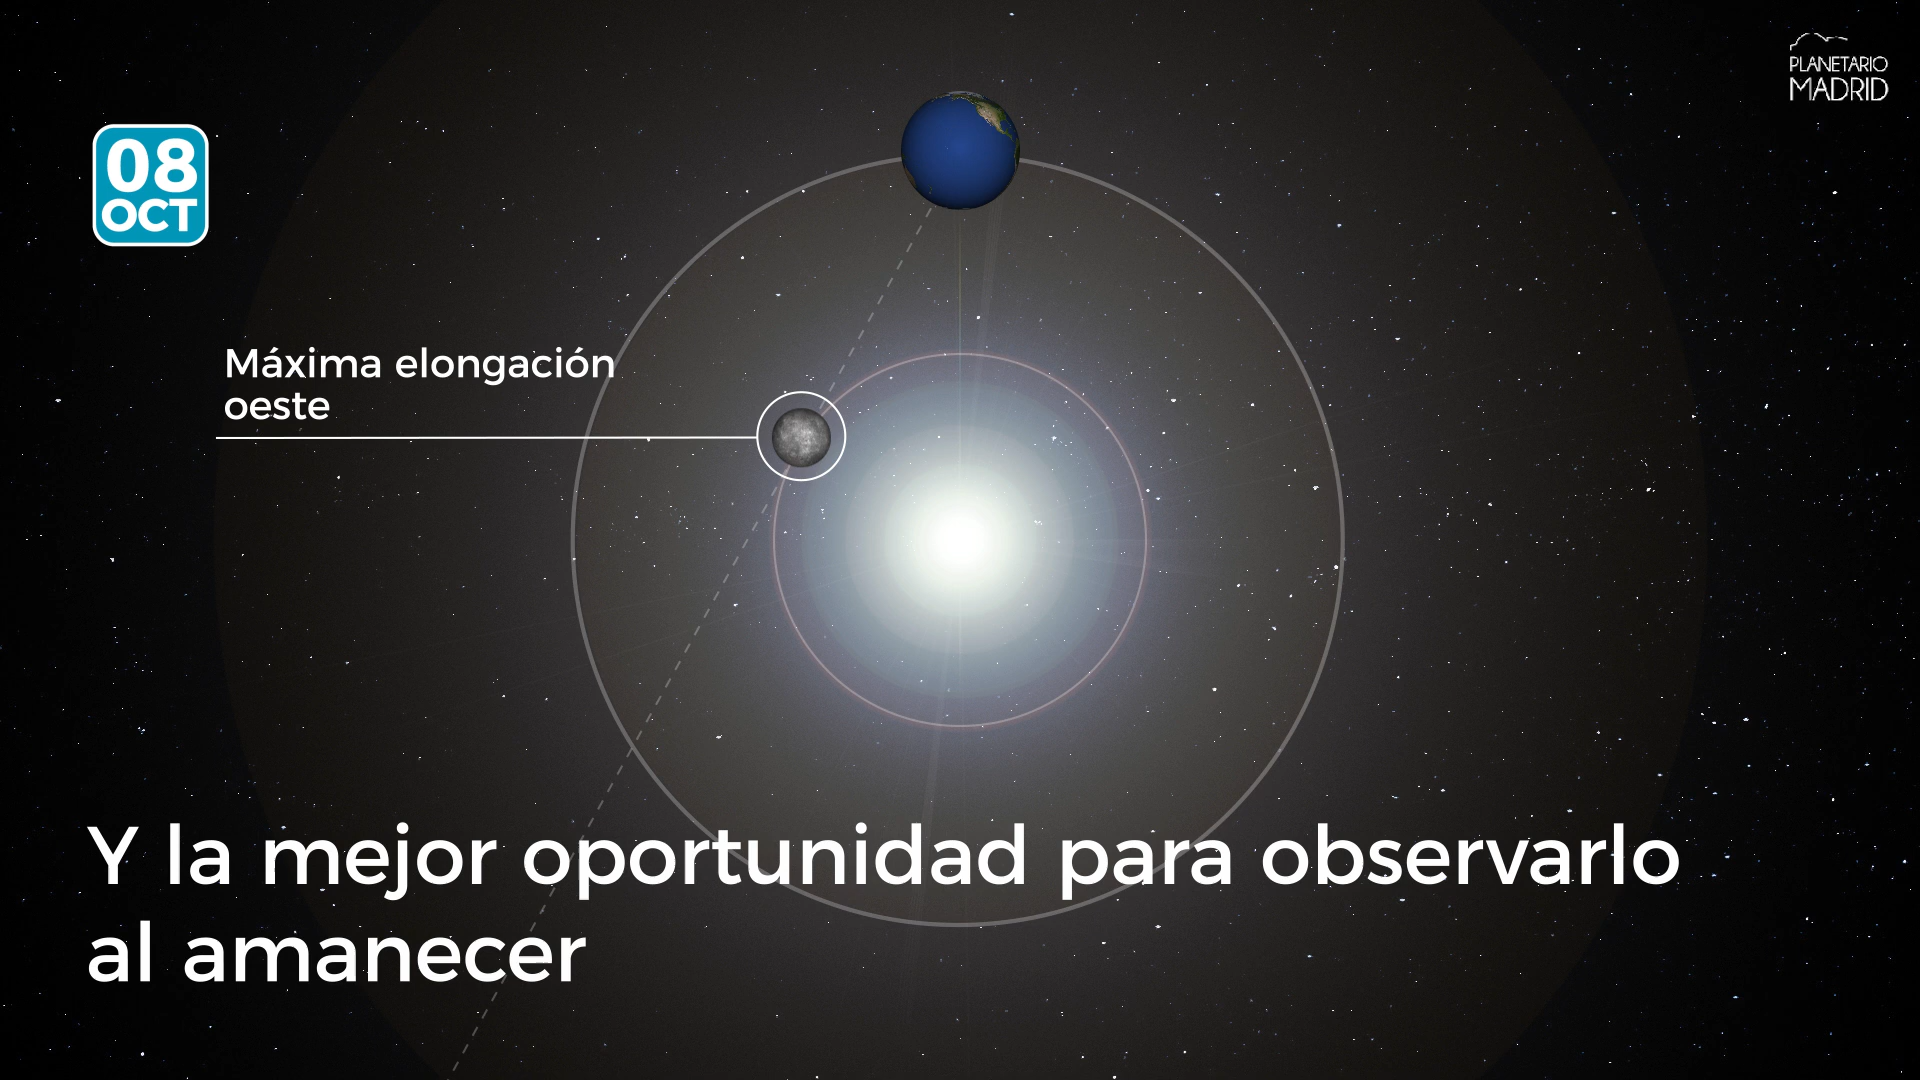 PLANETARIO
MADRID
08
OCT
Máxima elongación
oeste
Y la mejor oportunidad para observarlo
al amanecer